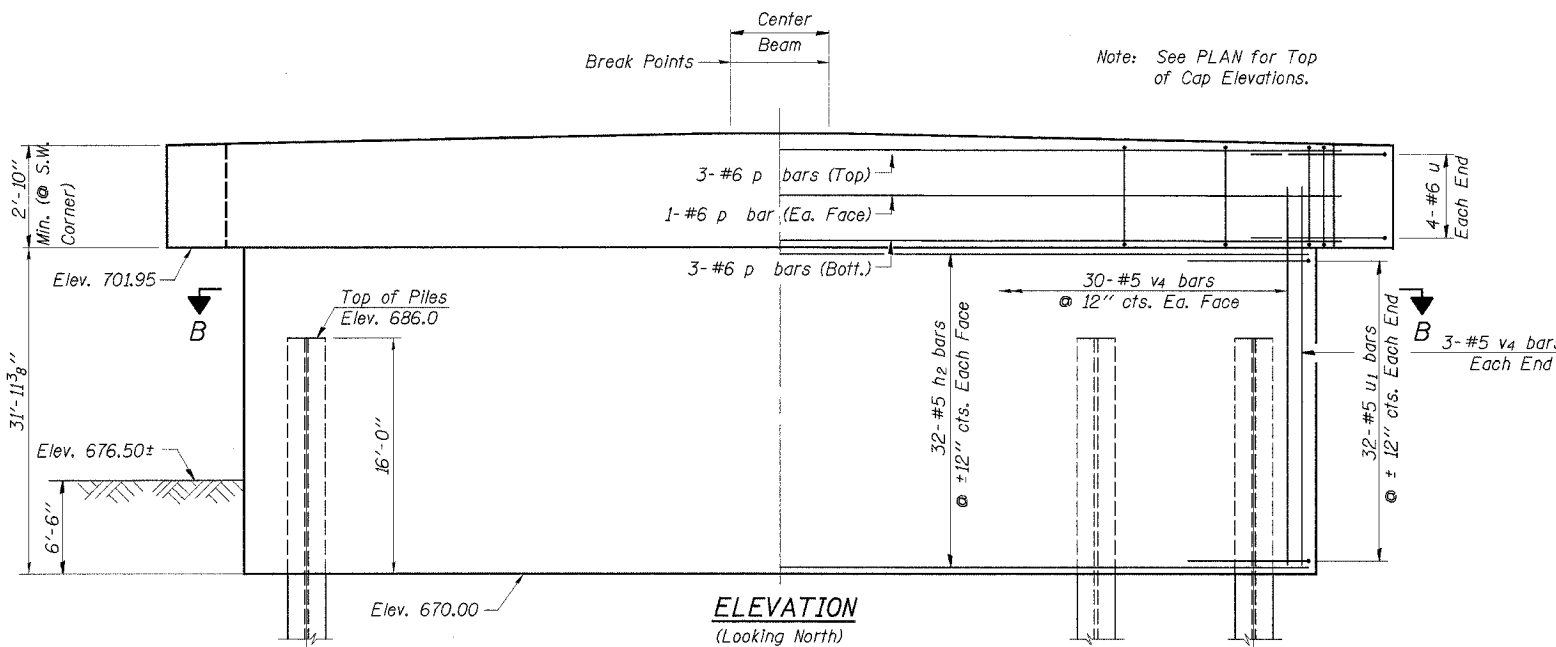 Center
Beam
Break Points
Note: See PLAN for Top
of Cap Elevations.
2'-10"
Min. (@ S.W.
Corner)
3-#6 p bars (Top)
1-#6 p bar (Ea. Face)
3-#6 p bars (Bott.)
4-#6 u
Each End
Elev. 701.95
B
Top of Piles
Elev. 686.0
30-#5 v4 bars
@ 12" cts. Ea. Face
B
3-#5 v4 bars
Each End
31'-11 3/8"
Elev. 676.50±
6'-6"
16'-0"
32-#5 h2 bars
@ ±12" cts. Each Face
32-#5 u1 bars
@ ± 12" cts. Each End
Elev. 670.00
ELEVATION
(Looking North)